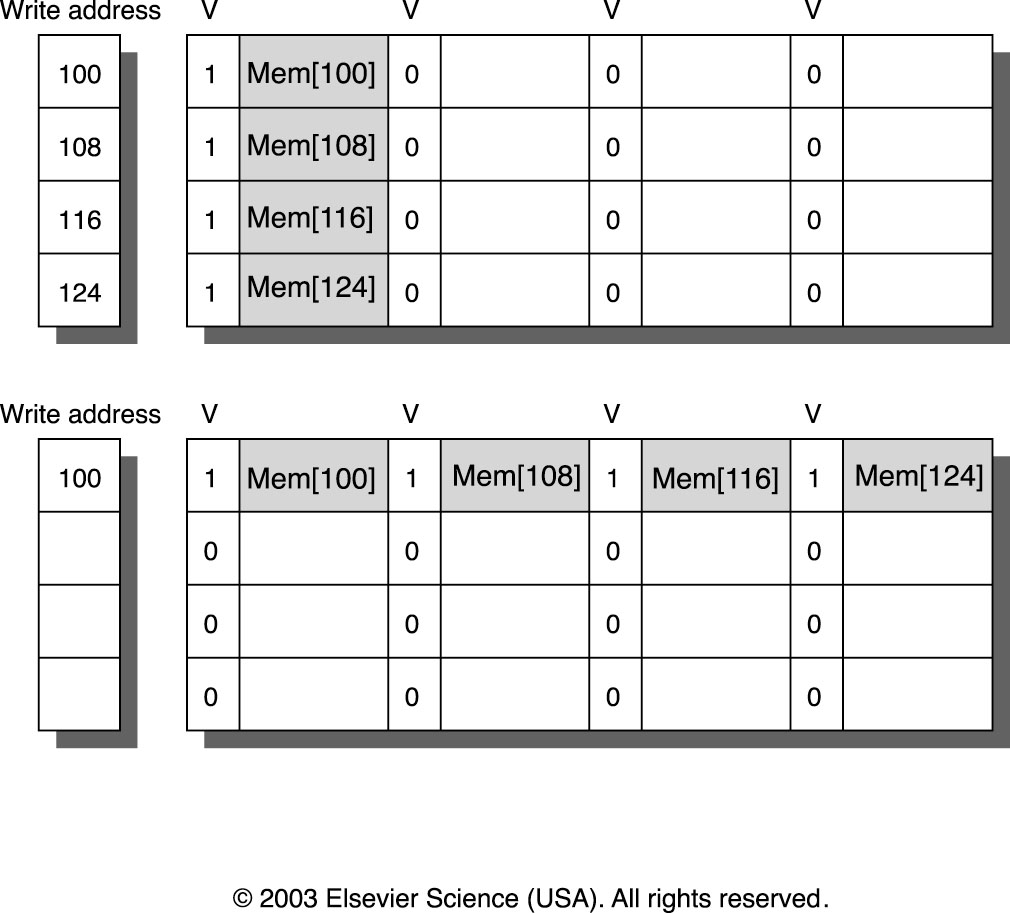 Write address V V V V
100 1 Mem[100] 0 0 0
108 1 Mem[108] 0 0 0
116 1 Mem[116] 0 0 0
124 1 Mem[124] 0 0 0
Write address V V V V
100 1 Mem[100] 1 Mem[108] 1 Mem[116] 1 Mem[124]
0 0 0 0
0 0 0 0
0 0 0 0
© 2003 Elsevier Science (USA). All rights reserved.